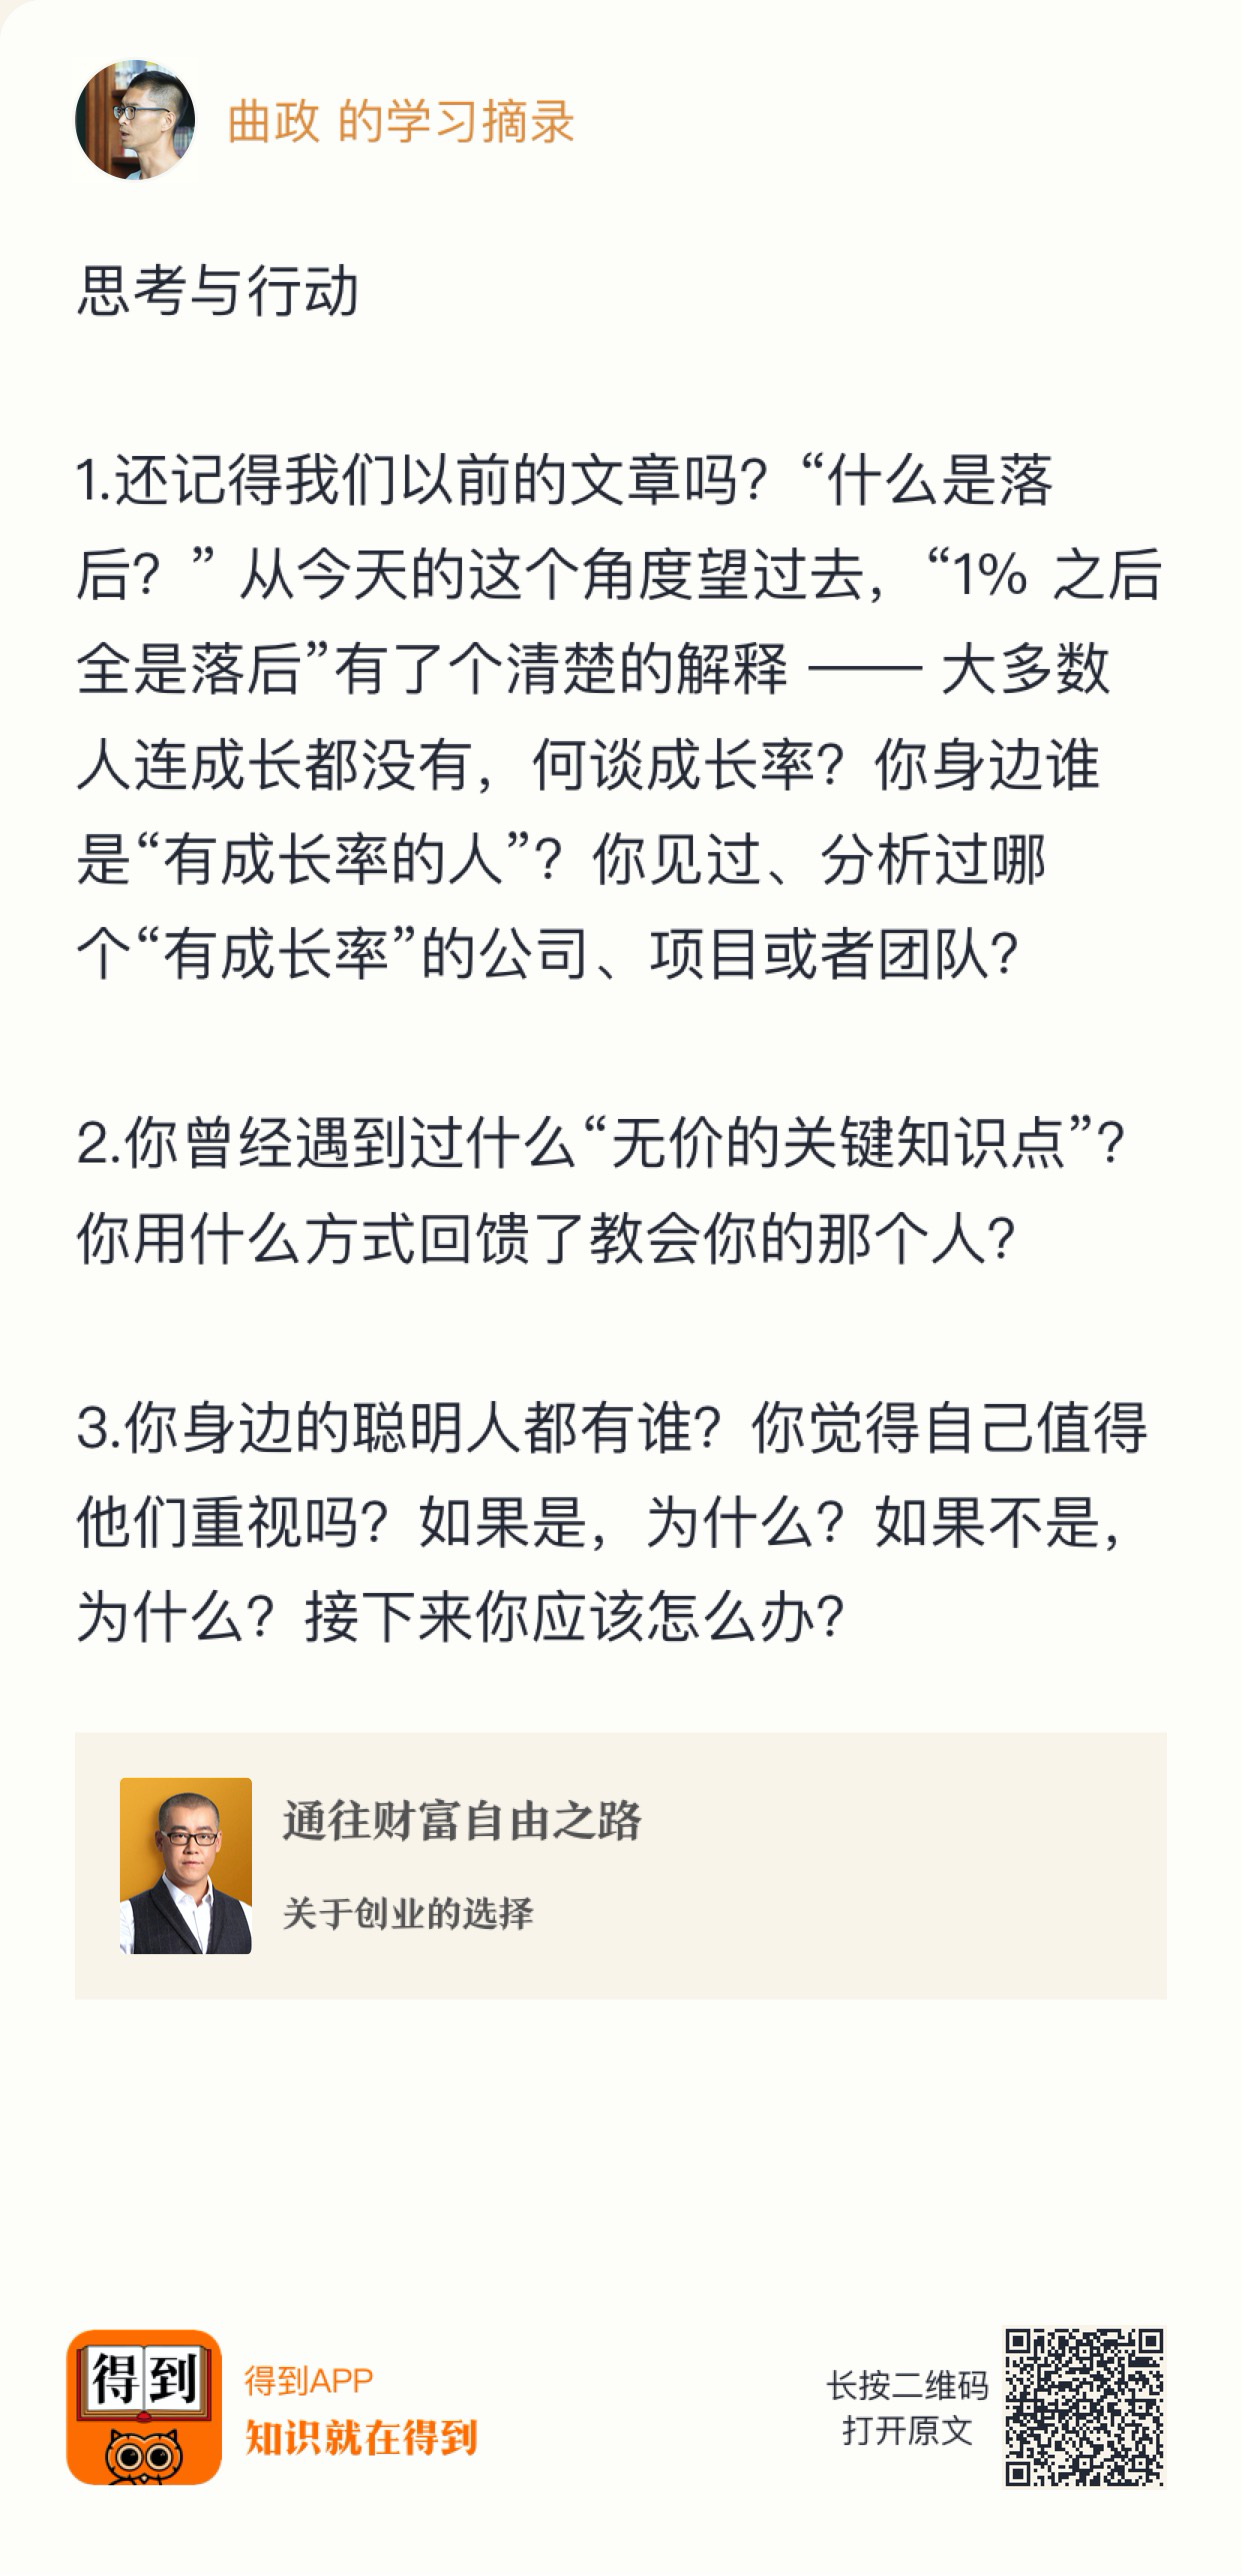 曲政 的学习摘录
思考与行动
1.还记得我们以前的文章吗？“什么是落
后？” 从今天的这个角度望过去，“1% 之后
全是落后”有了个清楚的解释 —— 大多数
人连成长都没有，何谈成长率？你身边谁
是“有成长率的人”？你见过、分析过哪
个“有成长率”的公司、项目或者团队？
2.你曾经遇到过什么“无价的关键知识点”？
你用什么方式回馈了教会你的那个人？
3.你身边的聪明人都有谁？你觉得自己值得
他们重视吗？如果是，为什么？如果不是，
为什么？接下来你应该怎么办？
通往财富自由之路
关于创业的选择
得到
得到APP
知识就在得到
长按二维码
打开原文